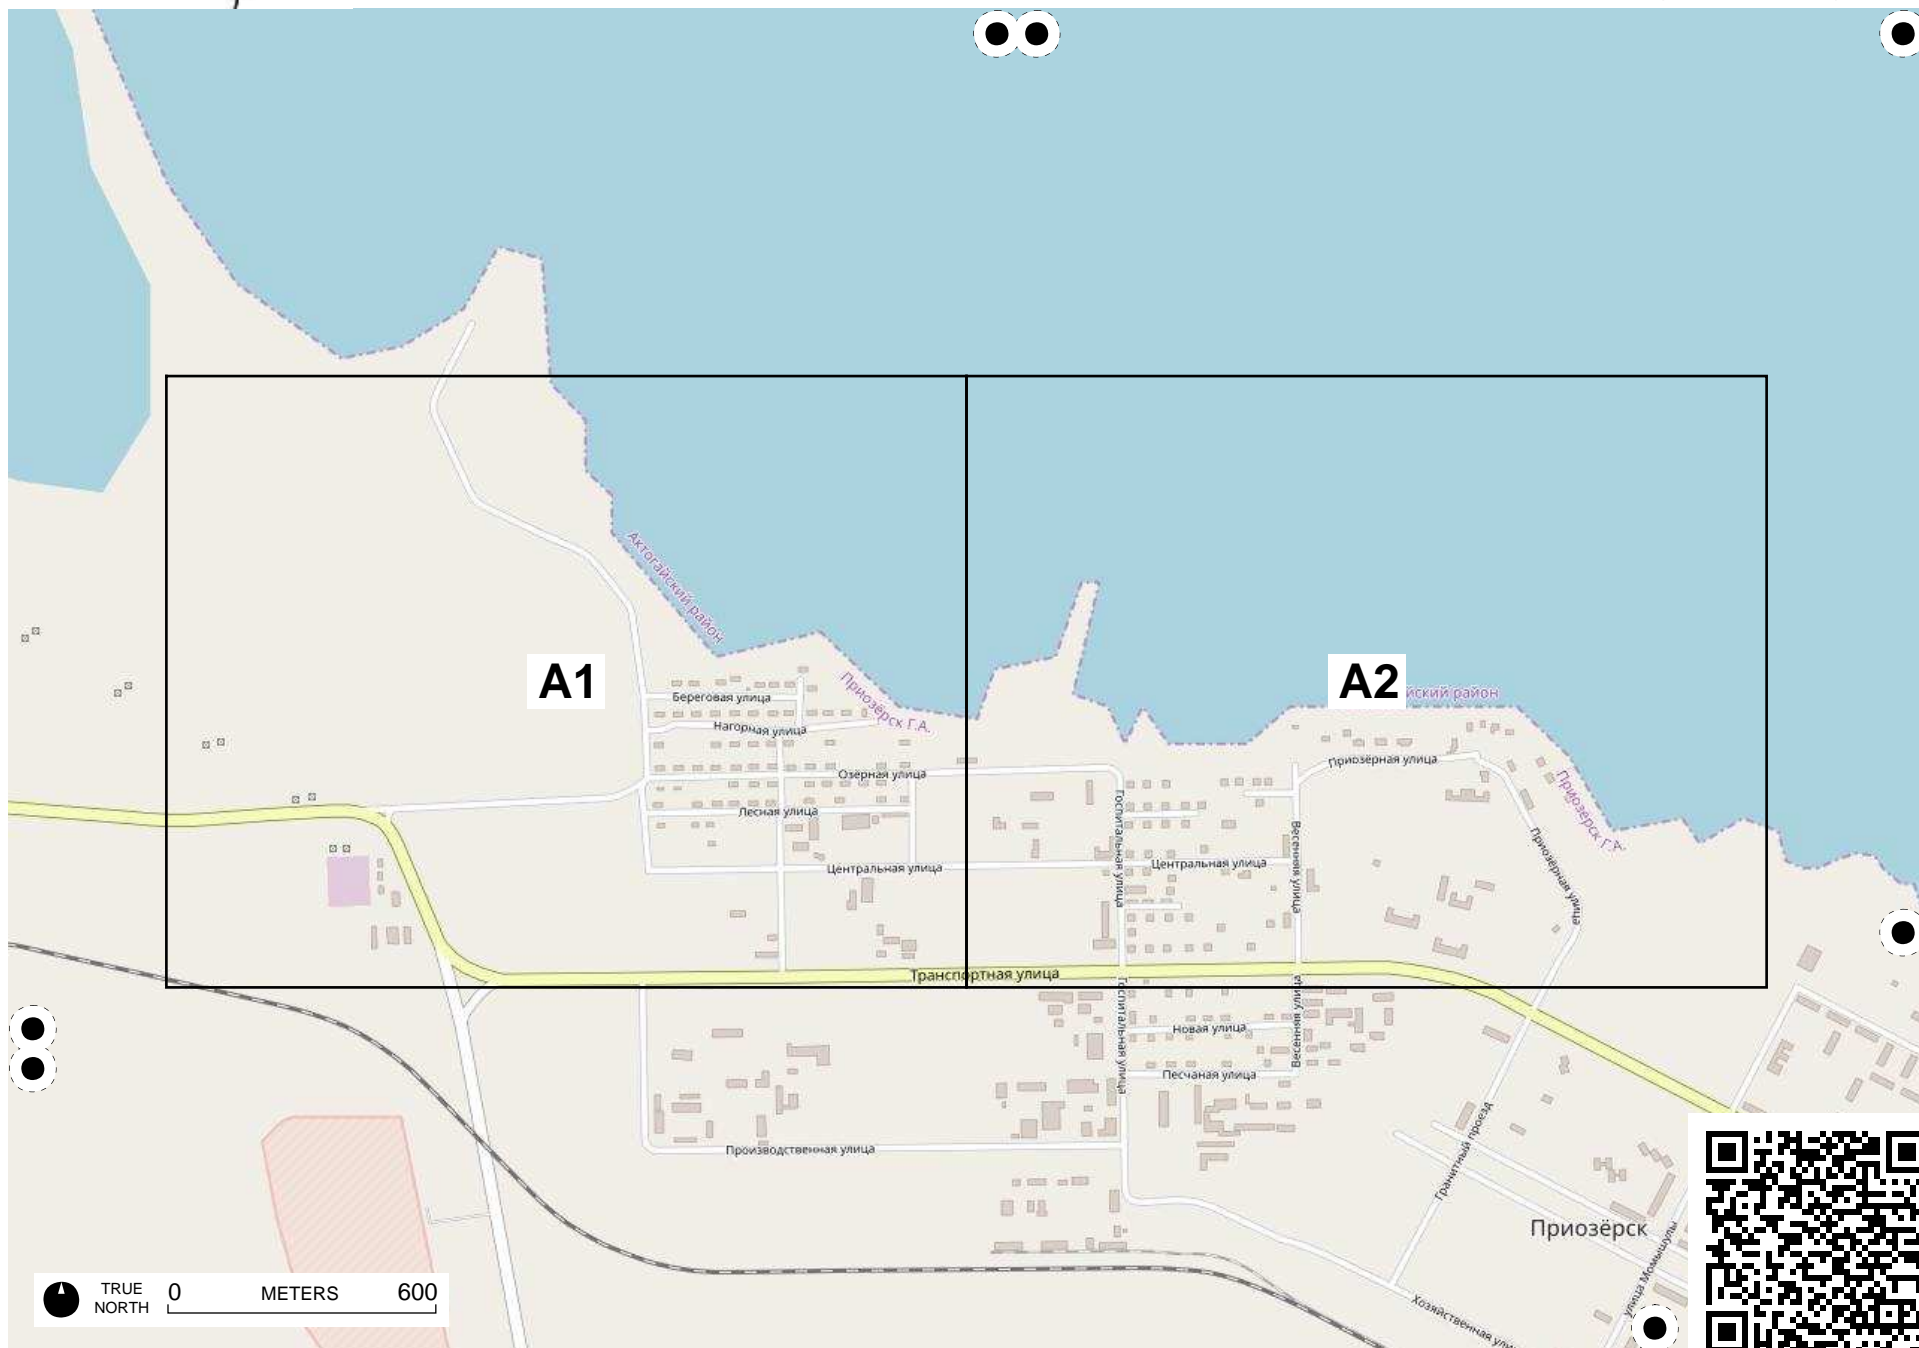 Актогайский район
A1
A2
йский район
Береговая улица
Приозёрск Г.А.
Нагорная улица
Озёрная улица
Приозёрная улица
Лесная улица
Госпитальная улица
Весенняя улица
Приозёрная улица
Приозёрск Г.А.
Центральная улица
Центральная улица
Транспортная улица
Госпитальная улица
Весенняя улица
Новая улица
Песчаная улица
Производственная улица
Гранитный проезд
Приозёрск
улица Момышулы
Хозяйственная ули
TRUE NORTH
0 METERS 600